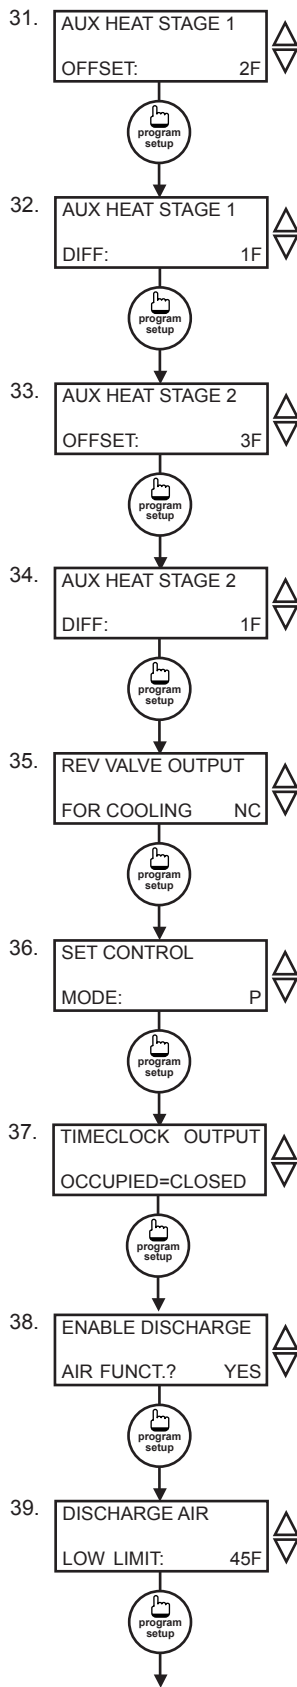 31. AUX HEAT STAGE 1
OFFSET: 2F
program
setup
32. AUX HEAT STAGE 1
DIFF: 1F
program
setup
33. AUX HEAT STAGE 2
OFFSET: 3F
program
setup
34. AUX HEAT STAGE 2
DIFF: 1F
program
setup
35. REV VALVE OUTPUT
FOR COOLING NC
program
setup
36. SET CONTROL
MODE: P
program
setup
37. TIMECLOCK OUTPUT
OCCUPIED=CLOSED
program
setup
38. ENABLE DISCHARGE
AIR FUNCT.? YES
program
setup
39. DISCHARGE AIR
LOW LIMIT: 45F
program
setup